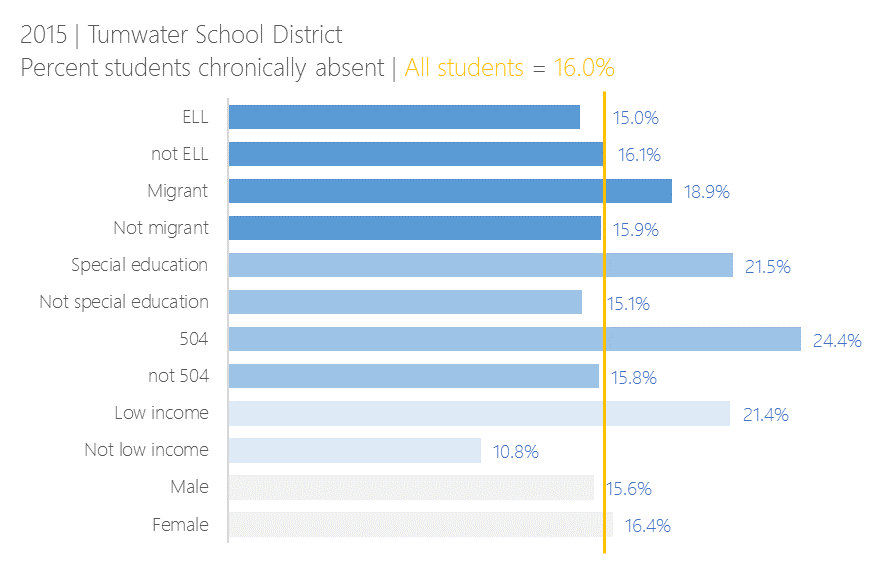 2015 | Tumwater School District
Percent students chronically absent | All students = 16.0%
ELL 15.0%
not ELL 16.1%
Migrant 18.9%
Not migrant 15.9%
Special education 21.5%
Not special education 15.1%
504 24.4%
not 504 15.8%
Low income 21.4%
Not low income 10.8%
Male 15.6%
Female 16.4%